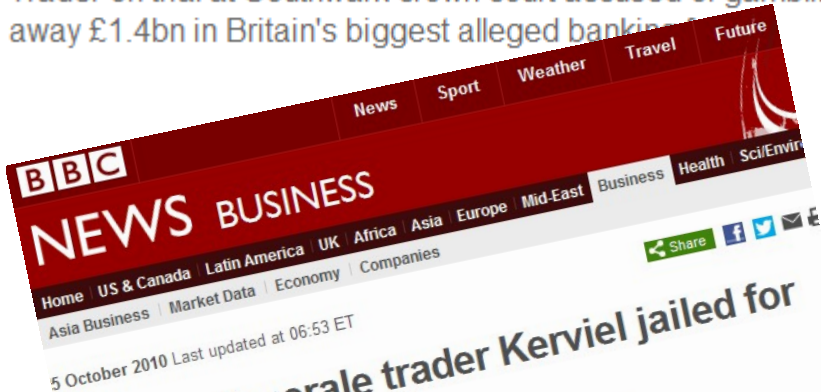 away £1.4bn in Britain's biggest alleged banking
News Sport Weather Travel Future
BBC
NEWS BUSINESS
Home US & Canada Latin America UK Africa Asia Europe Mid-East Business Health Sci/Envir
Asia Business Market Data Economy Companies
Share
5 October 2010 Last updated at 06:53 ET
trader Kerviel jailed for